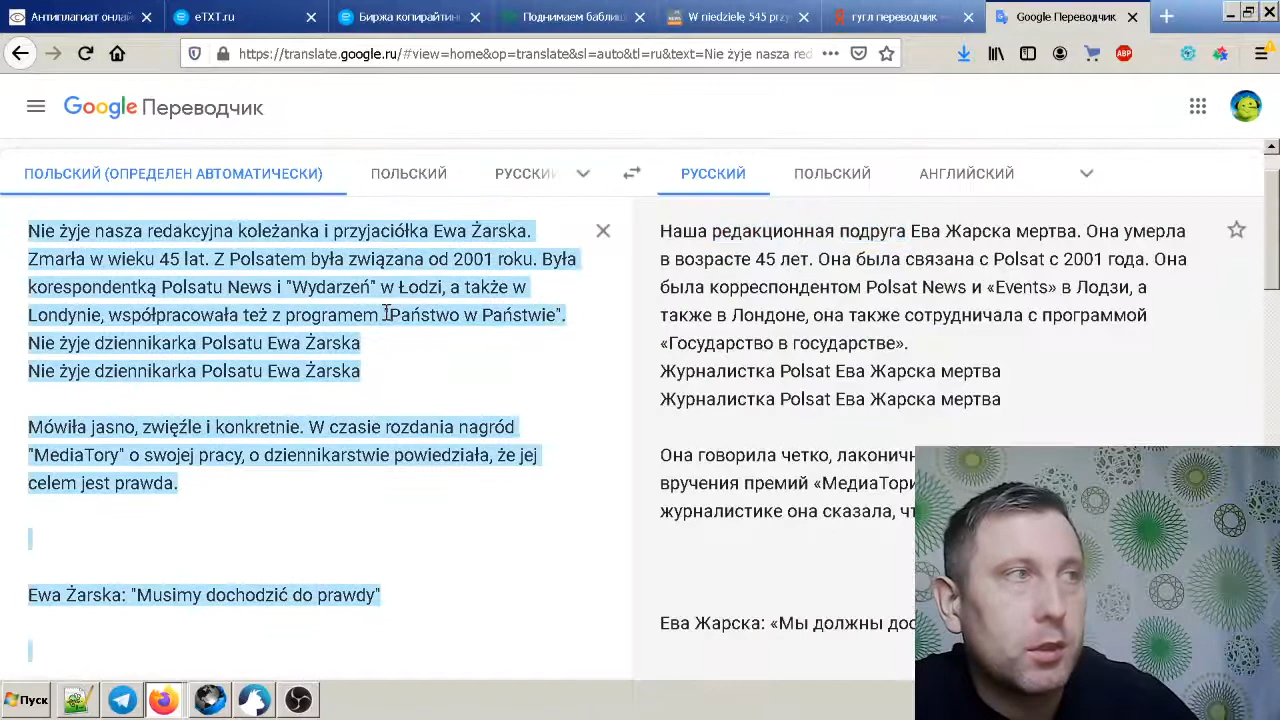 Антиплагиат онлай
eTXT.ru
Биржа копирайтин
Поднимаем баблиш
W niedzielę 545 przy
гугл переводчик
Google Переводчик
https://translate.google.ru/#view=home&op=translate&sl=auto&tl=ru&text=Nie żyje nasza red
ABP
Google Переводчик
ПОЛЬСКИЙ (ОПРЕДЕЛЕН АВТОМАТИЧЕСКИ)
ПОЛЬСКИЙ
РУССКИЙ
РУССКИЙ
ПОЛЬСКИЙ
АНГЛИЙСКИЙ
Nie żyje nasza redakcyjna koleżanka i przyjaciółka Ewa Żarska.
Zmarła w wieku 45 lat. Z Polsatem była związana od 2001 roku. Była
korespondentką Polsatu News i "Wydarzeń" w Łodzi, a także w
Londynie, współpracowała też z programem "Państwo w Państwie".
Nie żyje dziennikarka Polsatu Ewa Żarska
Nie żyje dziennikarka Polsatu Ewa Żarska
Mówiła jasno, zwięźle i konkretnie. W czasie rozdania nagród
"MediaTory" o swojej pracy, o dziennikarstwie powiedziała, że jej
celem jest prawda.
Ewa Żarska: "Musimy dochodzić do prawdy"
Наша редакционная подруга Ева Жарска мертва. Она умерла
в возрасте 45 лет. Она была связана с Polsat с 2001 года. Она
была корреспондентом Polsat News и «Events» в Лодзи, а
также в Лондоне, она также сотрудничала с программой
«Государство в государстве».
Журналистка Polsat Ева Жарска мертва
Журналистка Polsat Ева Жарска мертва
Она говорила четко, лаконичн
вручения премий «МедиаТори
журналистике она сказала, чт
Ева Жарска: «Мы должны дос
Пуск